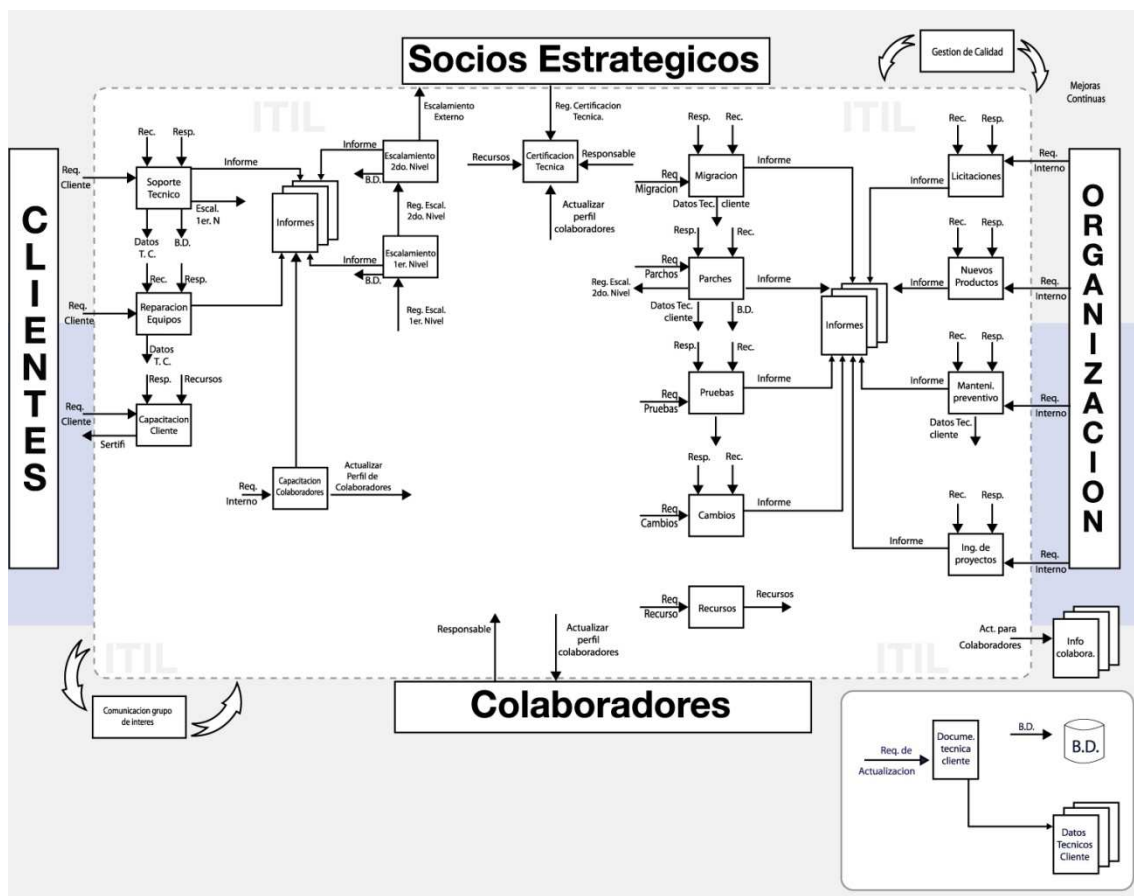 Socios Estrategicos
Gestion de Calidad
Mejoras
Continuas
ITIL
ITIL
CLIENTES
Req.
Cliente
Rec.
Resp.
Soporte
Tecnico
Informe
Escal.
1er. N
Datos
T. C.
B.D.
Req.
Cliente
Rec.
Resp.
Reparacion
Equipos
Datos
T. C.
Req.
Cliente
Sertifi
Resp.
Recursos
Capacitacion
Cliente
Informes
Escalamiento
Externo
Informe
Escalamiento
2do. Nivel
B.D.
Reg. Escal.
2do. Nivel
Informe
Escalamiento
1er. Nivel
B.D.
Reg. Escal.
1er. Nivel
Req.
Interno
Capacitacion
Colaboradores
Actualizar
Perfil de
Colaboradores
Reg. Certificacion
Tecnica.
Recursos
Certificacion
Tecnica
Responsable
Actualizar
perfil
colaboradores
Resp.
Rec.
Req
Migracion
Migracion
Informe
Datos Tec. cliente
Resp.
Rec.
Req
Parchos
Parches
Informe
Reg. Escal.
2do. Nivel
Datos Tec.
cliente
B.D.
Resp.
Rec.
Req
Pruebas
Pruebas
Informe
Resp.
Rec.
Req
Cambios
Cambios
Informe
Req
Recurso
Recursos
Recursos
Informes
Rec.
Resp.
Licitaciones
Informe
Req.
Interno
Rec.
Resp.
Nuevos
Productos
Informe
Req.
Interno
Rec.
Resp.
Manteni.
preventivo
Informe
Req.
Interno
Datos Tec.
cliente
Rec.
Resp.
Ing. de
proyectos
Informe
Req.
Interno
ORGANIZACION
Responsable
Actualizar
perfil
colaboradores
ITIL
ITIL
Act. para
Colaboradores
Info
colabora.
Comunicacion grupo
de interes
Colaboradores
Req. de
Actualizacion
Docume.
tecnica
cliente
B.D.
B.D.
Datos
Tecnicos
Cliente